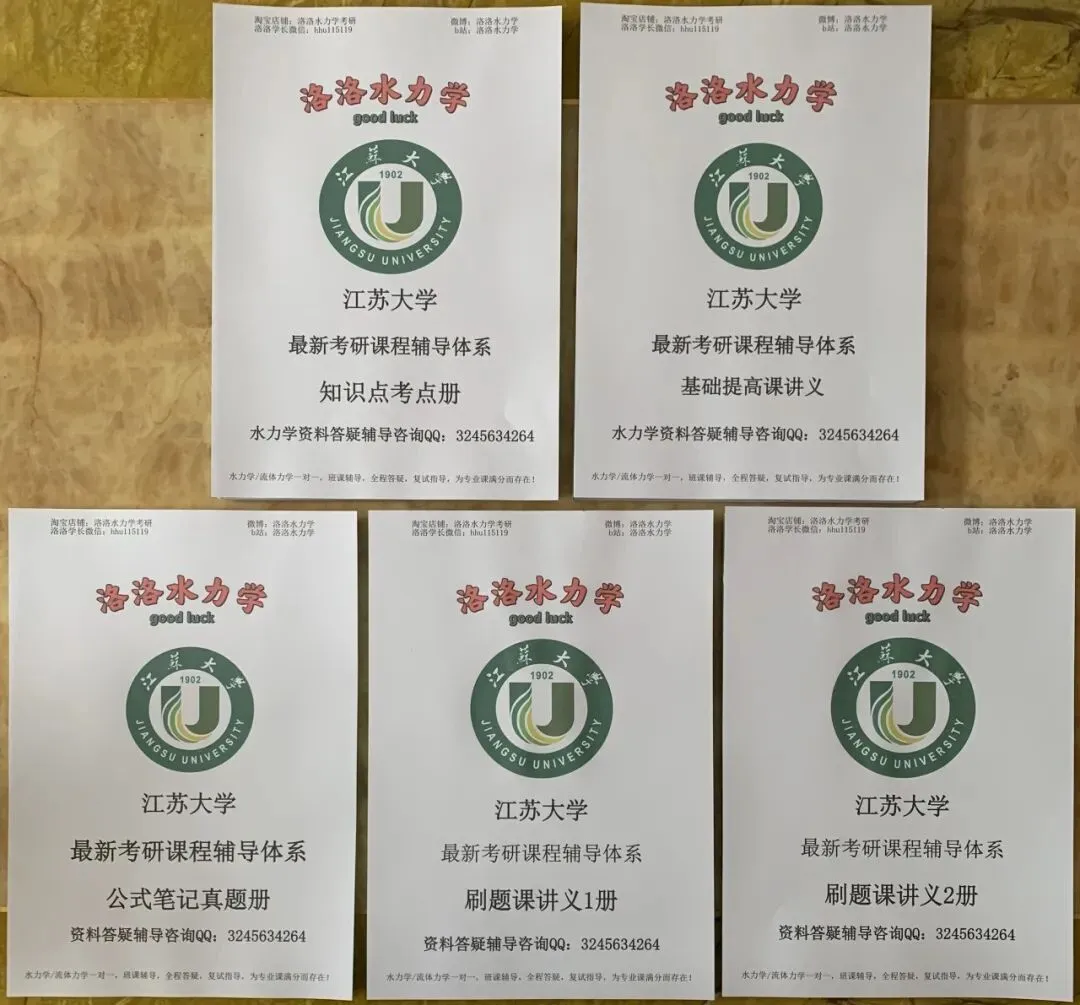 淘宝店铺：洛洛水力学考研
洛洛学长微信：hhu115119
微博：洛洛水力学
b站：洛洛水力学
洛洛水力学
good luck
江蘇大学
1902
JIANGSU UNIVERSITY
江苏大学
最新考研课程辅导体系
知识点考点册
水力学资料答疑辅导咨询QQ：3245634264
水力学/流体力学一对一，班课辅导，全程答疑，复试指导，为专业课满分而存在！
淘宝店铺：洛洛水力学考研
洛洛学长微信：hhu115119
微博：洛洛水力学
b站：洛洛水力学
洛洛水力学
good luck
江蘇大学
1902
JIANGSU UNIVERSITY
江苏大学
最新考研课程辅导体系
基础提高课讲义
水力学资料答疑辅导咨询QQ：3245634264
水力学/流体力学一对一，班课辅导，全程答疑，复试指导，为专业课满分而存在！
淘宝店铺：洛洛水力学考研
洛洛学长微信：hhu115119
微博：洛洛水力学
b站：洛洛水力学
洛洛水力学
good luck
江蘇大学
1902
JIANGSU UNIVERSITY
江苏大学
最新考研课程辅导体系
公式笔记真题册
资料答疑辅导咨询QQ：3245634264
水力学/流体力学一对一，班课辅导，全程答疑，复试指导，为专业课满分而存在！
淘宝店铺：洛洛水力学考研
洛洛学长微信：hhu115119
微博：洛洛水力学
b站：洛洛水力学
洛洛水力学
good luck
江蘇大学
1902
JIANGSU UNIVERSITY
江苏大学
最新考研课程辅导体系
刷题课讲义1册
资料答疑辅导咨询QQ：3245634264
水力学/流体力学一对一，班课辅导，全程答疑，复试指导，为专业课满分而存在！
淘宝店铺：洛洛水力学考研
洛洛学长微信：hhu115119
微博：洛洛水力学
b站：洛洛水力学
洛洛水力学
good luck
江蘇大学
1902
JIANGSU UNIVERSITY
江苏大学
最新考研课程辅导体系
刷题课讲义2册
资料答疑辅导咨询QQ：3245634264
水力学/流体力学一对一，班课辅导，全程答疑，复试指导，为专业课满分而存在！